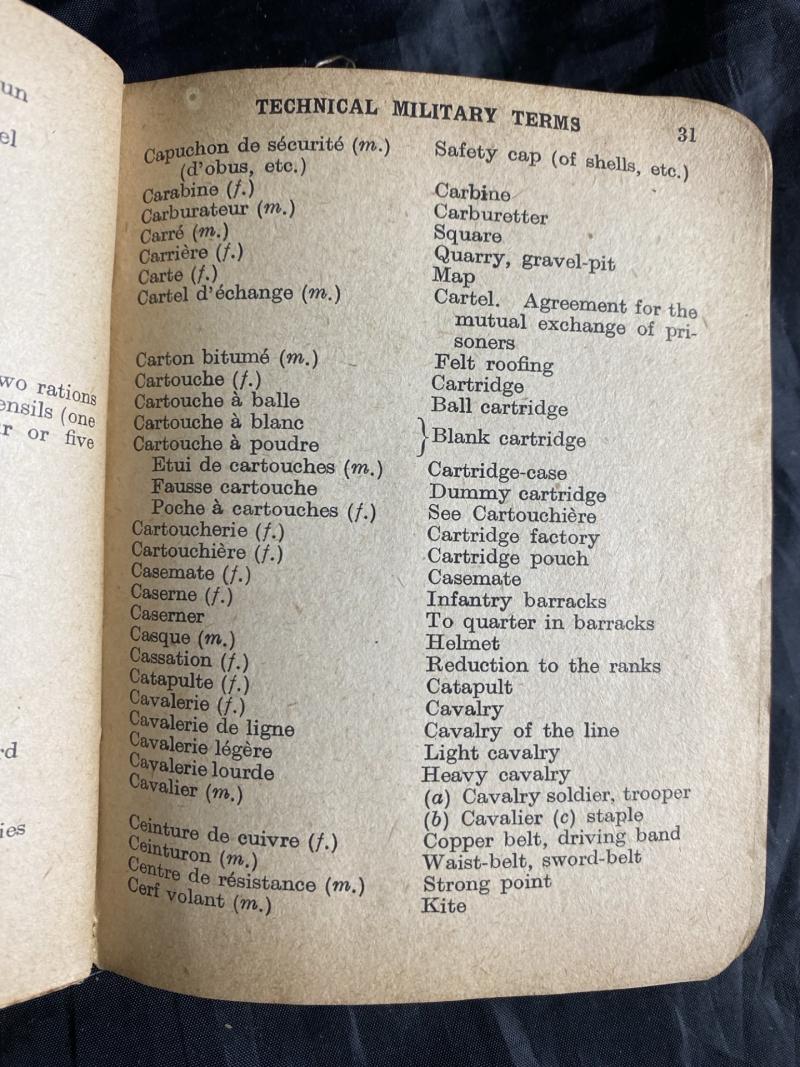 un
el
wo rations
ensils (one
r or five
rd
ies
TECHNICAL MILITARY TERMS 31
Capuchon de sécurité (m.) Safety cap (of shells, etc.)
(d'obus, etc.)
Carabine (f.) Carbine
Carburateur (m.) Carburetter
Carré (m.) Square
Carrière (f.) Quarry, gravel-pit
Carte (f.) Map
Cartel d'échange (m.) Cartel. Agreement for the
mutual exchange of pri-
soners
Carton bitumé (m.) Felt roofing
Cartouche (f.) Cartridge
Cartouche à balle Ball cartridge
Cartouche à blanc
Cartouche à poudre } Blank cartridge
Etui de cartouches (m.) Cartridge-case
Fausse cartouche Dummy cartridge
Poche à cartouches (f.) See Cartouchière
Cartoucherie (f.) Cartridge factory
Cartouchière (f.) Cartridge pouch
Casemate (f.) Casemate
Caserne (f.) Infantry barracks
Caserner To quarter in barracks
Casque (m.) Helmet
Cassation (f.) Reduction to the ranks
Catapulte (f.) Catapult
Cavalerie (f.) Cavalry
Cavalerie de ligne Cavalry of the line
Cavalerie légère Light cavalry
Cavalerie lourde Heavy cavalry
Cavalier (m.) (a) Cavalry soldier, trooper
(b) Cavalier (c) staple
Ceinture de cuivre (f.) Copper belt, driving band
Ceinturon (m.) Waist-belt, sword-belt
Centre de résistance (m.) Strong point
Cerf volant (m.) Kite